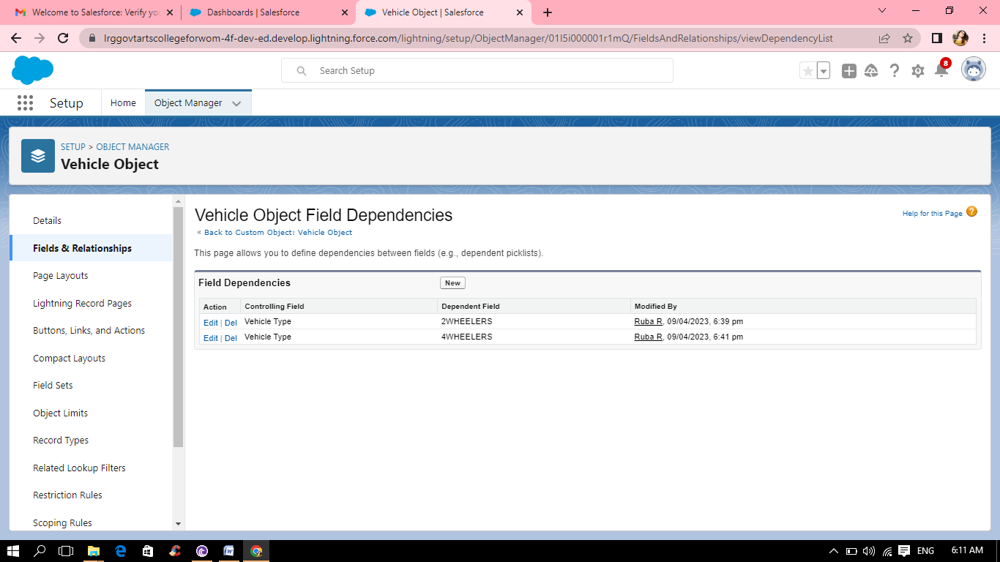 Welcome to Salesforce: Verify yo
Dashboards | Salesforce
Vehicle Object | Salesforce
lrggovtartscollegeforwom-4f-dev-ed.develop.lightning.force.com/lightning/setup/ObjectManager/01I5i000001r1mQ/FieldsAndRelationships/viewDependencyList
Search Setup
8
Setup
Home
Object Manager
SETUP > OBJECT MANAGER
Vehicle Object
Details
Fields & Relationships
Page Layouts
Lightning Record Pages
Buttons, Links, and Actions
Compact Layouts
Field Sets
Object Limits
Record Types
Related Lookup Filters
Restriction Rules
Scoping Rules
Vehicle Object Field Dependencies
Help for this Page ?
« Back to Custom Object: Vehicle Object
This page allows you to define dependencies between fields (e.g., dependent picklists).
Field Dependencies New
Action Controlling Field Dependent Field Modified By
Edit | Del Vehicle Type 2WHEELERS Ruba R, 09/04/2023, 6:39 pm
Edit | Del Vehicle Type 4WHEELERS Ruba R, 09/04/2023, 6:41 pm
ENG
6:11 AM